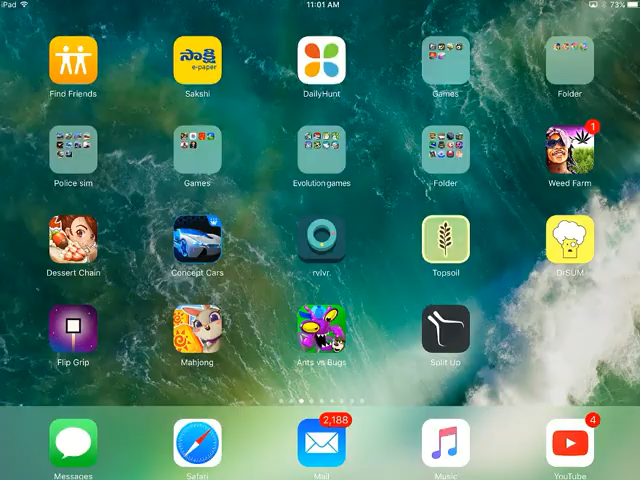 iPad 11:01 AM 73%
Find Friends Sakshi DailyHunt Games Folder
సాక్షి
e-paper
Police sim Games Evolution games Folder Weed Farm
1
Dessert Chain Concept Cars rvlvr. Topsoil DrSUM
Flip Grip Mahjong Ants vs Bugs Split Up
2,188 4
Messages Safari Mail Music YouTube